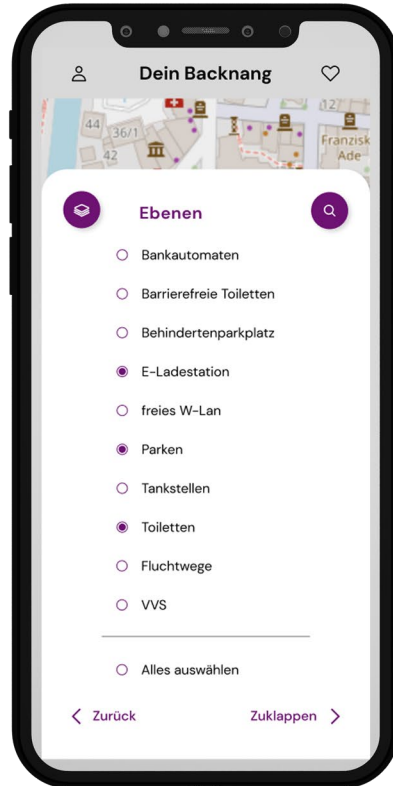 Dein Backnang
44
36/1
42
12
Franzisk
Ade
Ebenen
Bankautomaten
Barrierefreie Toiletten
Behindertenparkplatz
E-Ladestation
freies W-Lan
Parken
Tankstellen
Toiletten
Fluchtwege
VVS
Alles auswählen
Zurück
Zuklappen